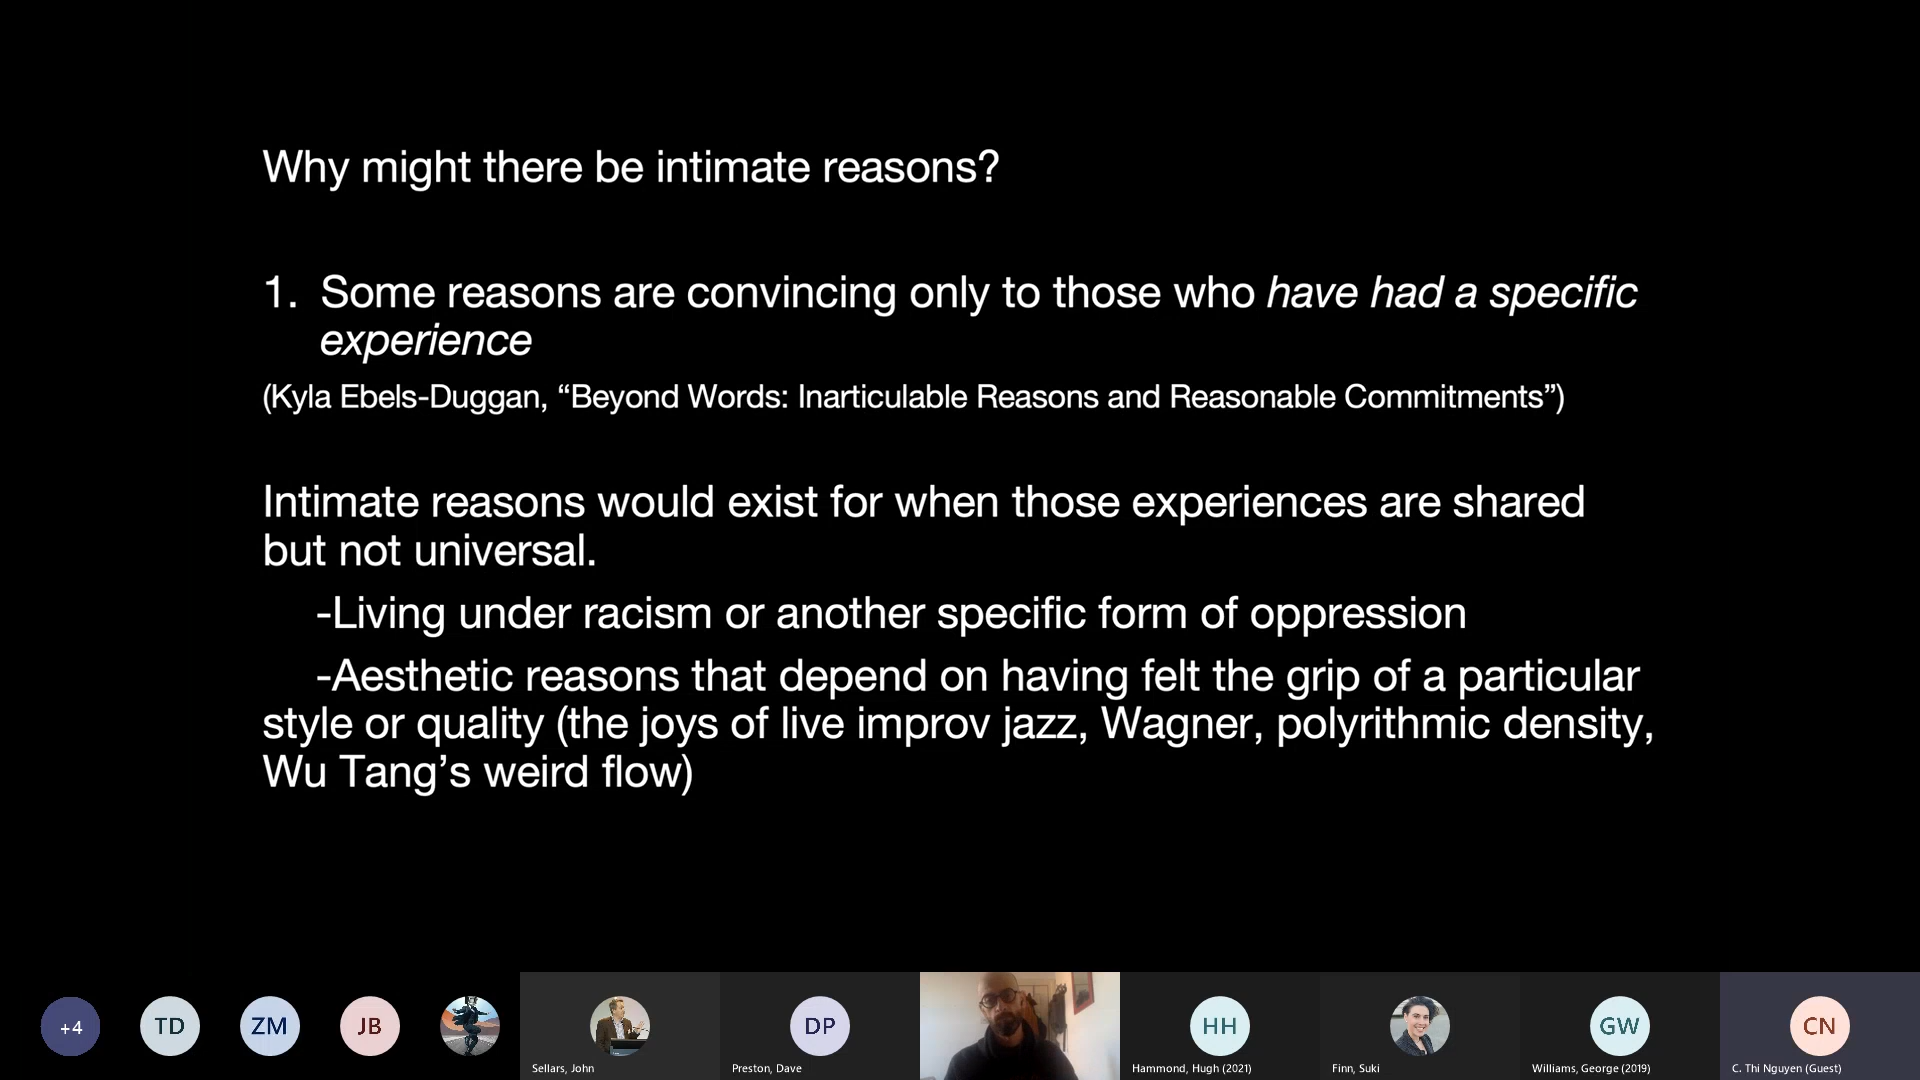 Why might there be intimate reasons?
1. Some reasons are convincing only to those who have had a specific
experience
(Kyla Ebels-Duggan, “Beyond Words: Inarticulable Reasons and Reasonable Commitments”)
Intimate reasons would exist for when those experiences are shared
but not universal.
-Living under racism or another specific form of oppression
-Aesthetic reasons that depend on having felt the grip of a particular
style or quality (the joys of live improv jazz, Wagner, polyrithmic density,
Wu Tang’s weird flow)
+4
TD
ZM
JB
DP
HH
GW
CN
Sellars, John
Preston, Dave
Hammond, Hugh (2021)
Finn, Suki
Williams, George (2019)
C. Thi Nguyen (Guest)